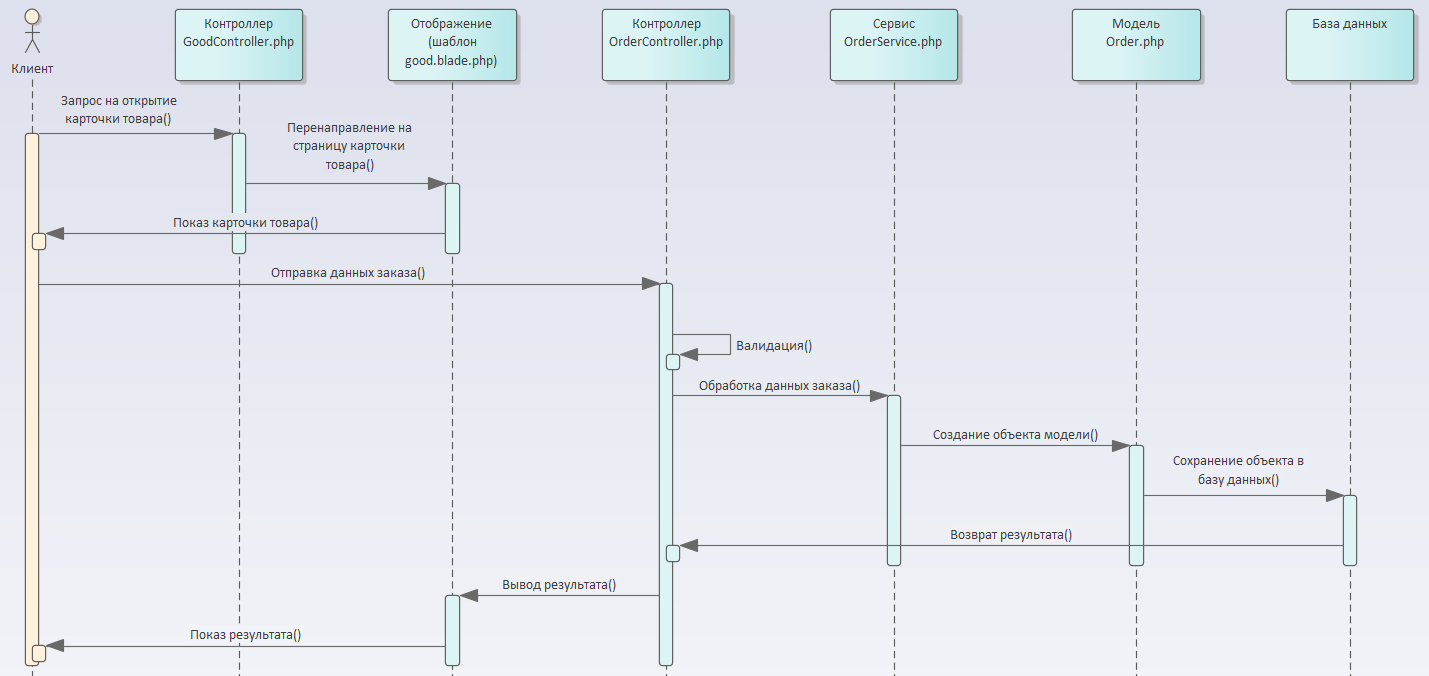 Клиент
Контроллер
GoodController.php
Отображение
(шаблон
good.blade.php)
Контроллер
OrderController.php
Сервис
OrderService.php
Модель
Order.php
База данных
Запрос на открытие
карточки товара()
Перенаправление на
страницу карточки
товара()
Показ карточки товара()
Отправка данных заказа()
Валидация()
Обработка данных заказа()
Создание объекта модели()
Сохранение объекта в
базу данных()
Возврат результата()
Вывод результата()
Показ результата()